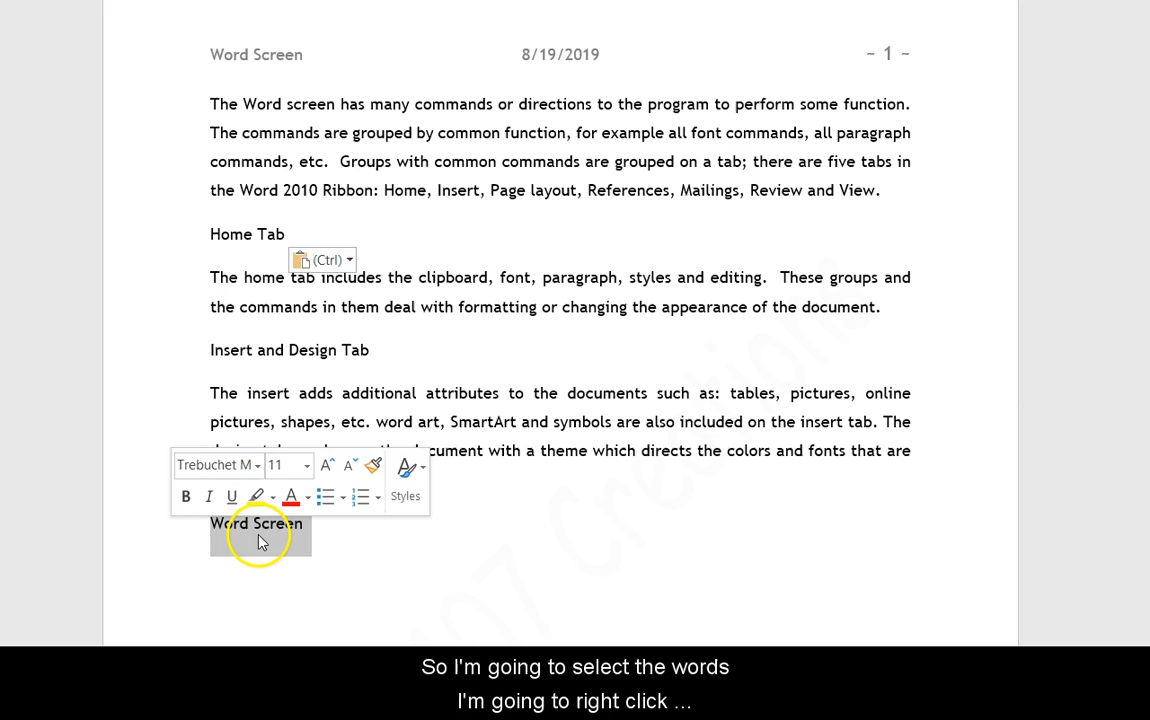 Word Screen 8/19/2019 ~ 1 ~
The Word screen has many commands or directions to the program to perform some function.
The commands are grouped by common function, for example all font commands, all paragraph
commands, etc.  Groups with common commands are grouped on a tab; there are five tabs in
the Word 2010 Ribbon: Home, Insert, Page layout, References, Mailings, Review and View.
Home Tab
(Ctrl)
The home tab includes the clipboard, font, paragraph, styles and editing.  These groups and
the commands in them deal with formatting or changing the appearance of the document.
Insert and Design Tab
The insert adds additional attributes to the documents such as: tables, pictures, online
pictures, shapes, etc. word art, SmartArt and symbols are also included on the insert tab. The
with a theme which directs the colors and fonts that are
Trebuchet M 11
B I U A Styles
Word Screen
07 Creations
So I'm going to select the words
I'm going to right click ...